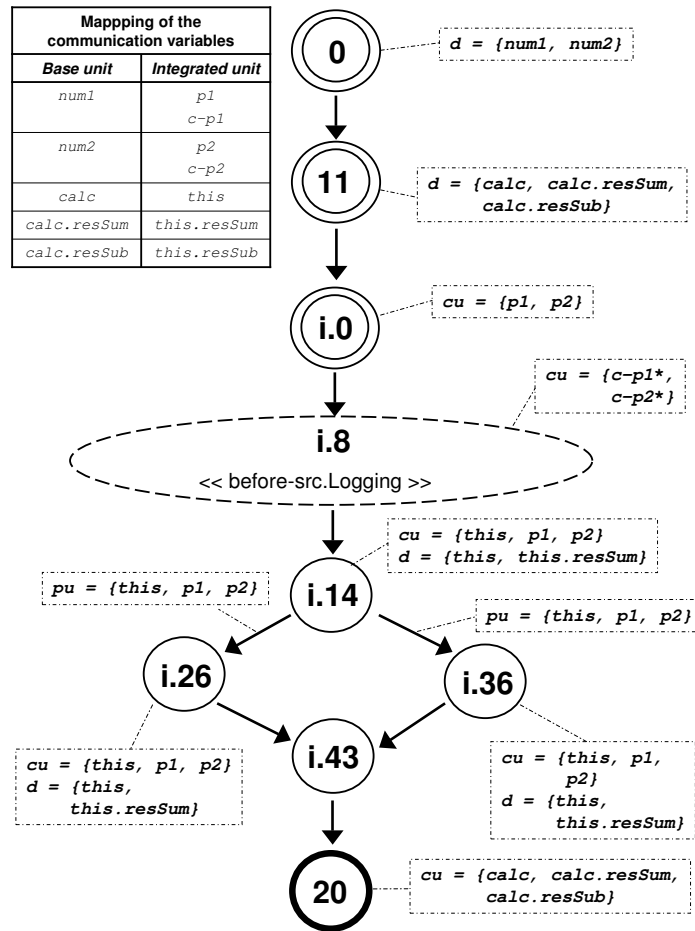 Mappping of the
communication variables
Base unit Integrated unit
num1 p1
c-p1
num2 p2
c-p2
calc this
calc.resSum this.resSum
calc.resSub this.resSub
0
d = {num1, num2}
11
d = {calc, calc.resSum,
calc.resSub}
i.0
cu = {p1, p2}
cu = {c-p1*,
c-p2*}
i.8
<< before-src.Logging >>
cu = {this, p1, p2}
d = {this, this.resSum}
i.14
pu = {this, p1, p2}
pu = {this, p1, p2}
i.26
i.36
i.43
cu = {this, p1, p2}
d = {this,
this.resSum}
cu = {this, p1,
p2}
d = {this,
this.resSum}
20
cu = {calc, calc.resSum,
calc.resSub}